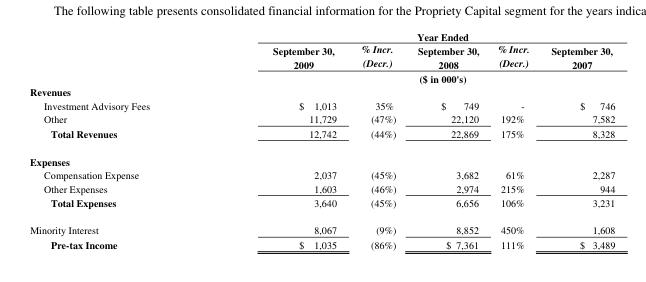 The following table presents consolidated financial information for the Propriety Capital segment for the years indica
Year Ended
September 30, % Incr. September 30, % Incr. September 30,
2009 (Decr.) 2008 (Decr.) 2007
($ in 000's)
Revenues
Investment Advisory Fees $ 1,013 35% $ 749 - $ 746
Other 11,729 (47%) 22,120 192% 7,582
Total Revenues 12,742 (44%) 22,869 175% 8,328
Expenses
Compensation Expense 2,037 (45%) 3,682 61% 2,287
Other Expenses 1,603 (46%) 2,974 215% 944
Total Expenses 3,640 (45%) 6,656 106% 3,231
Minority Interest 8,067 (9%) 8,852 450% 1,608
Pre-tax Income $ 1,035 (86%) $ 7,361 111% $ 3,489